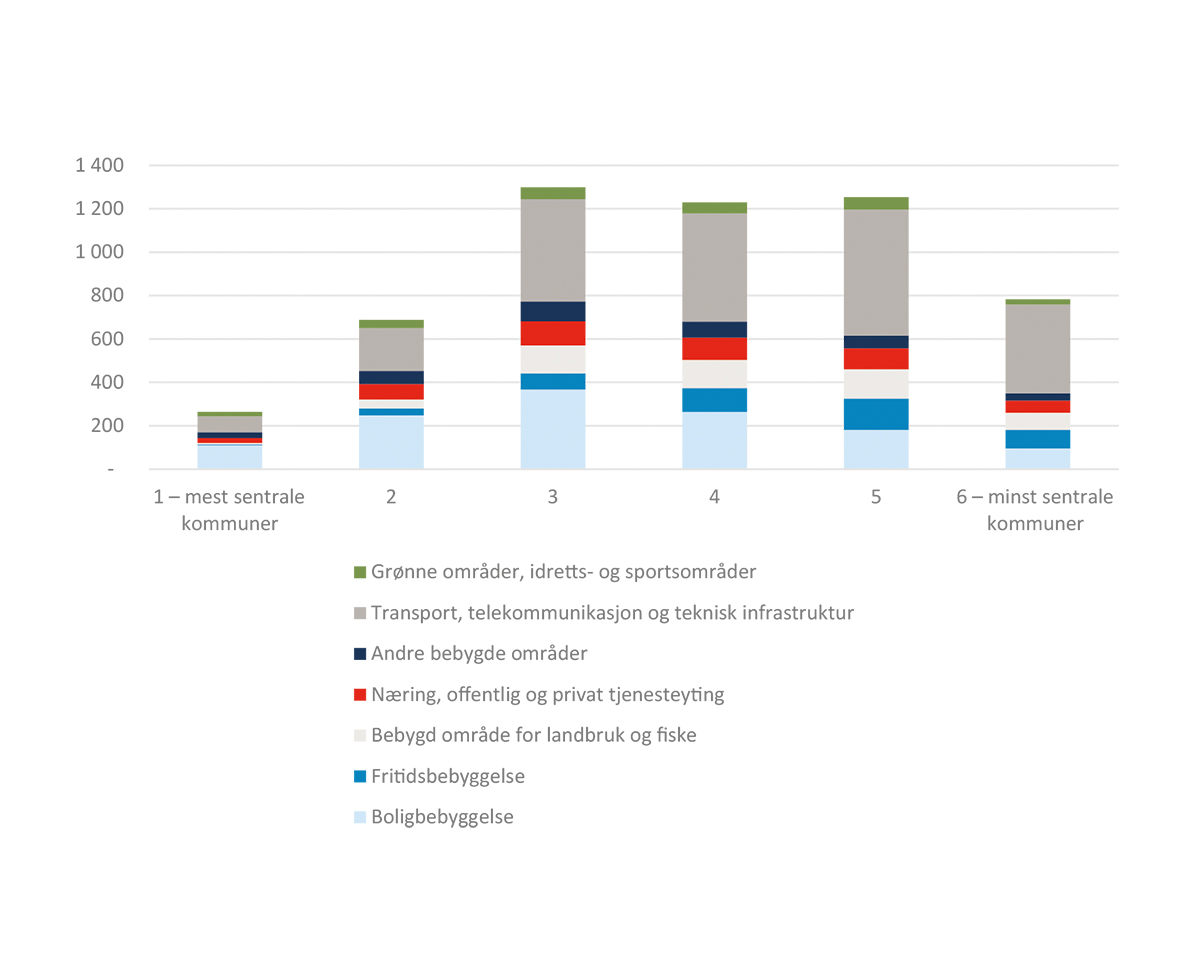 1 400
1 200
1 000
800
600
400
200
-
1 – mest sentrale
kommuner
2
3
4
5
6 – minst sentrale
kommuner
Grønne områder, idretts- og sportsområder
Transport, telekommunikasjon og teknisk infrastruktur
Andre bebygde områder
Næring, offentlig og privat tjenesteyting
Bebygd område for landbruk og fiske
Fritidsbebyggelse
Boligbebyggelse